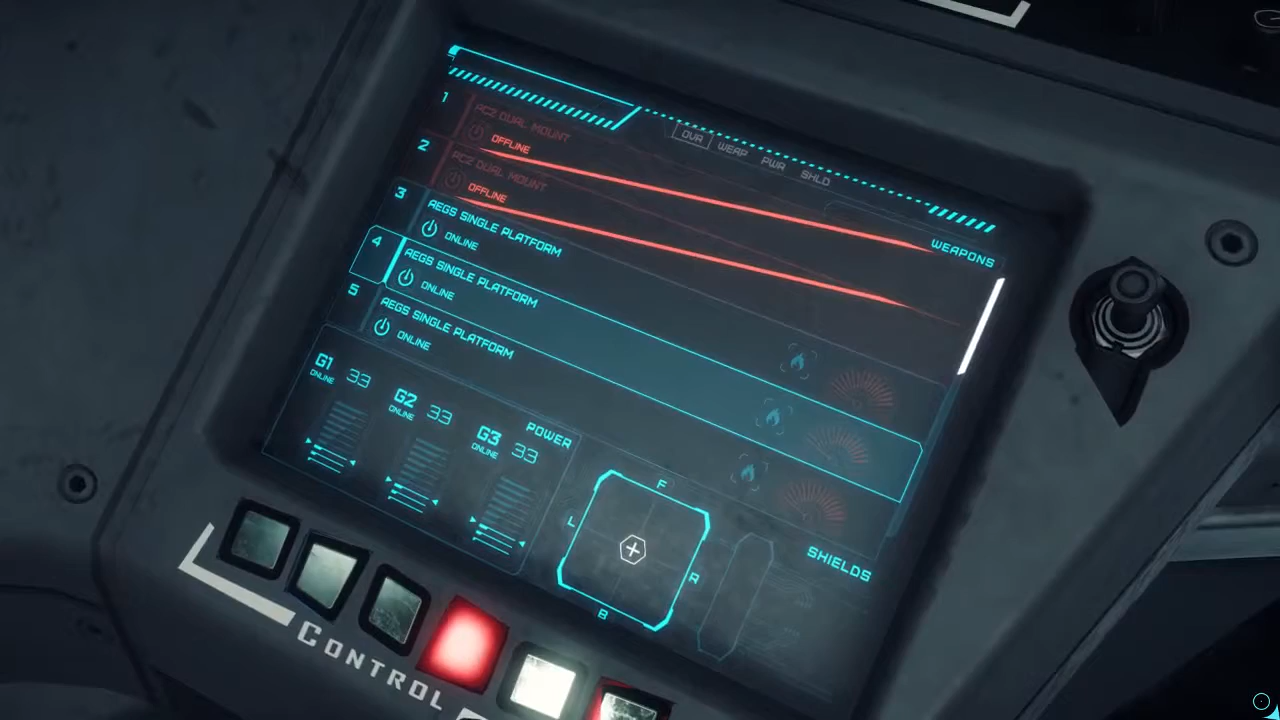 OVR WEAP PWR SHLD
WEAPONS
1 ACZ DUAL MOUNT
OFFLINE
2 ACZ DUAL MOUNT
OFFLINE
3 AEGS SINGLE PLATFORM
ONLINE
4 AEGS SINGLE PLATFORM
ONLINE
5 AEGS SINGLE PLATFORM
ONLINE
POWER
G1 33
ONLINE
G2 33
ONLINE
G3 33
ONLINE
SHIELDS
F
L
R
B
CONTROL